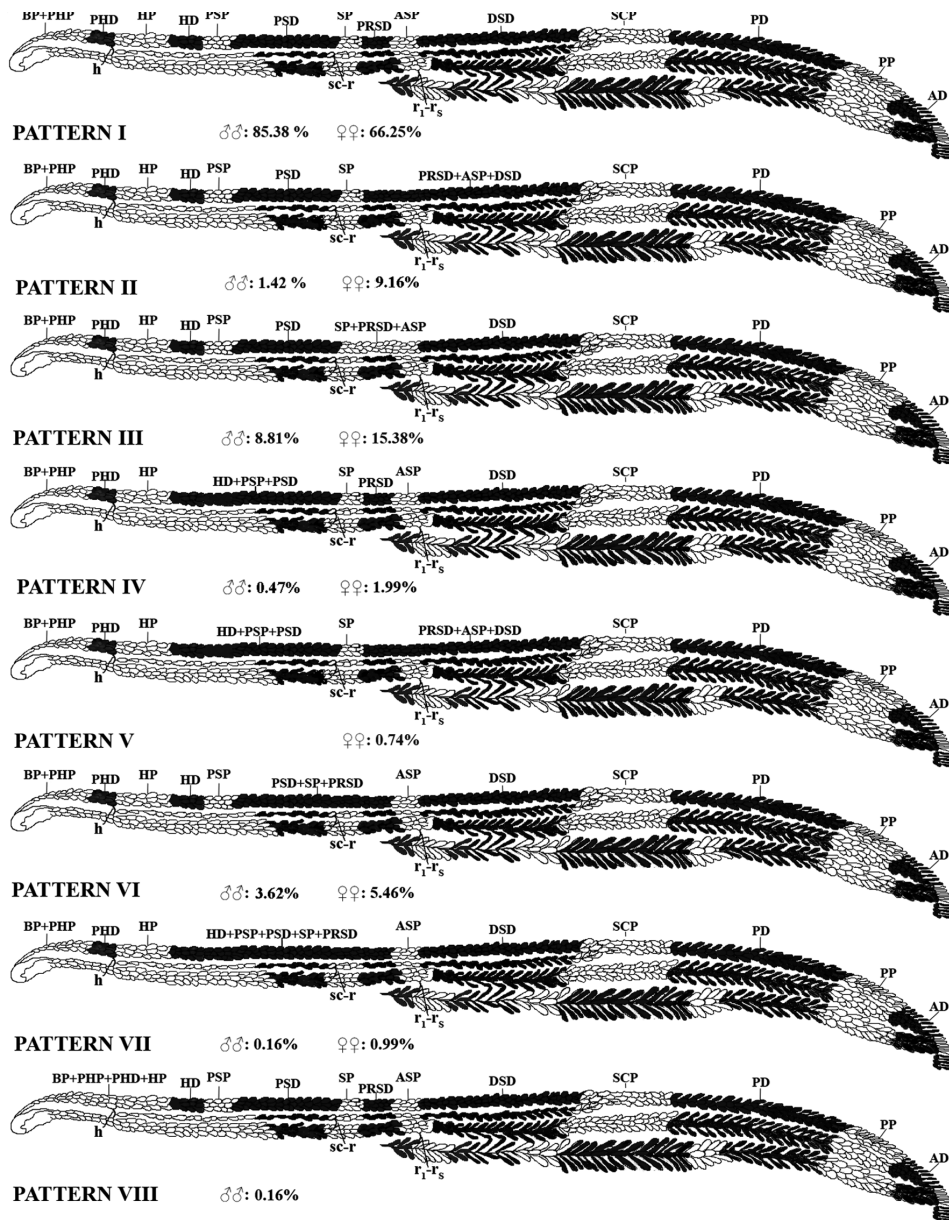 BP+PHP PHD HP HD PSP PSD SP PRSD ASP DSD SCP PD
PP
AD
h
sc-r
r1-rs
PATTERN I ♂♂: 85.38 % ♀♀: 66.25%
BP+PHP PHD HP HD PSP PSD SP PRSD+ASP+DSD SCP PD
PP
AD
h
sc-r
r1-rs
PATTERN II ♂♂: 1.42 % ♀♀: 9.16%
BP+PHP PHD HP HD PSP PSD SP+PRSD+ASP DSD SCP PD
PP
AD
h
sc-r
r1-rs
PATTERN III ♂♂: 8.81% ♀♀: 15.38%
BP+PHP PHD HP HD+PSP+PSD SP PRSD ASP DSD SCP PD
PP
AD
h
sc-r
r1-rs
PATTERN IV ♂♂: 0.47% ♀♀: 1.99%
BP+PHP PHD HP HD+PSP+PSD SP PRSD+ASP+DSD SCP PD
PP
AD
h
sc-r
r1-rs
PATTERN V ♀♀: 0.74%
BP+PHP PHD HP HD PSP PSD+SP+PRSD ASP DSD SCP PD
PP
AD
h
sc-r
r1-rs
PATTERN VI ♂♂: 3.62% ♀♀: 5.46%
BP+PHP PHD HP HD+PSP+PSD+SP+PRSD ASP DSD SCP PD
PP
AD
h
sc-r
r1-rs
PATTERN VII ♂♂: 0.16% ♀♀: 0.99%
BP+PHP+PHD+HP HD PSP PSD SP PRSD ASP DSD SCP PD
PP
AD
h
sc-r
r1-rs
PATTERN VIII ♂♂: 0.16%